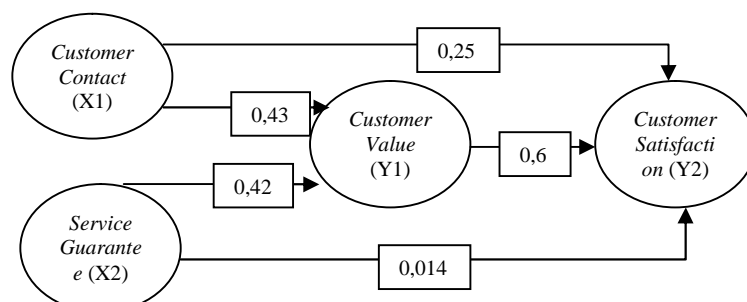 Customer
Contact
(X1)
0,25
0,43
Customer
Value
(Y1)
Customer
Satisfacti
on (Y2)
0,6
0,42
Service
Guarante
e (X2)
0,014